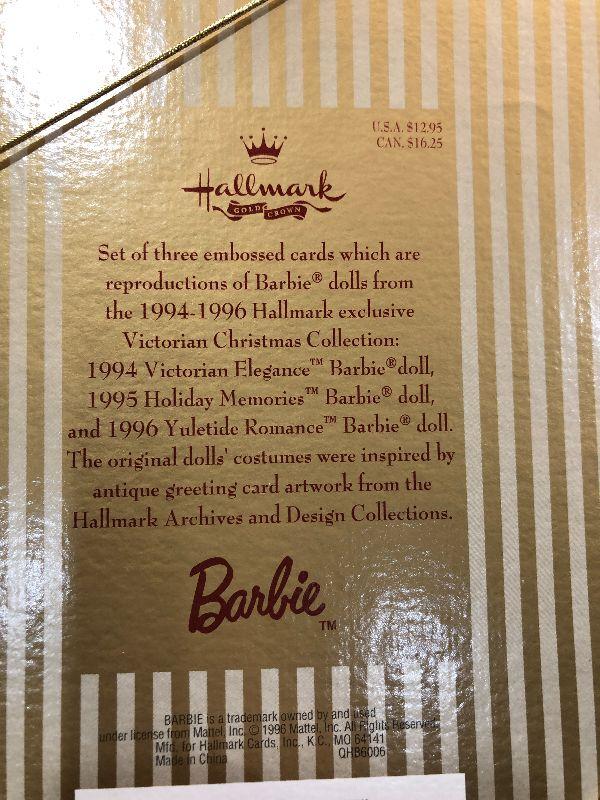 U.S.A. $12.95
CAN. $16.25
Hallmark
GOLD CROWN
Set of three embossed cards which are
reproductions of Barbie® dolls from
the 1994-1996 Hallmark exclusive
Victorian Christmas Collection:
1994 Victorian Elegance™ Barbie® doll,
1995 Holiday Memories™ Barbie® doll,
and 1996 Yuletide Romance™ Barbie® doll.
The original dolls' costumes were inspired by
antique greeting card artwork from the
Hallmark Archives and Design Collections.
Barbie™
BARBIE is a trademark owned by and used
under license from Mattel, Inc. © 1996 Mattel, Inc. All Rights Reserved.
Mfd. for Hallmark Cards, Inc., K.C., MO 64141
Made in China QHB6006